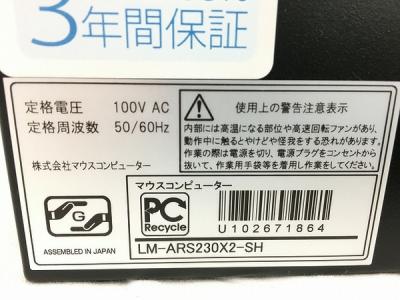 3年間保証
定格電圧 100V AC
定格周波数 50/60Hz
株式会社マウスコンピューター
使用上の警告注意表示
内部には高温になる部位や高速回転ファンがあり、
動作中に触るとやけどや怪我をする恐れがあります。
作業の際は電源を切り、電源プラグをコンセントから
抜いて、作業用手袋等を着用し作業をしてください。
G
ASSEMBLED IN JAPAN
マウスコンピューター
PC
Recycle
U102671864
LM-ARS230X2-SH